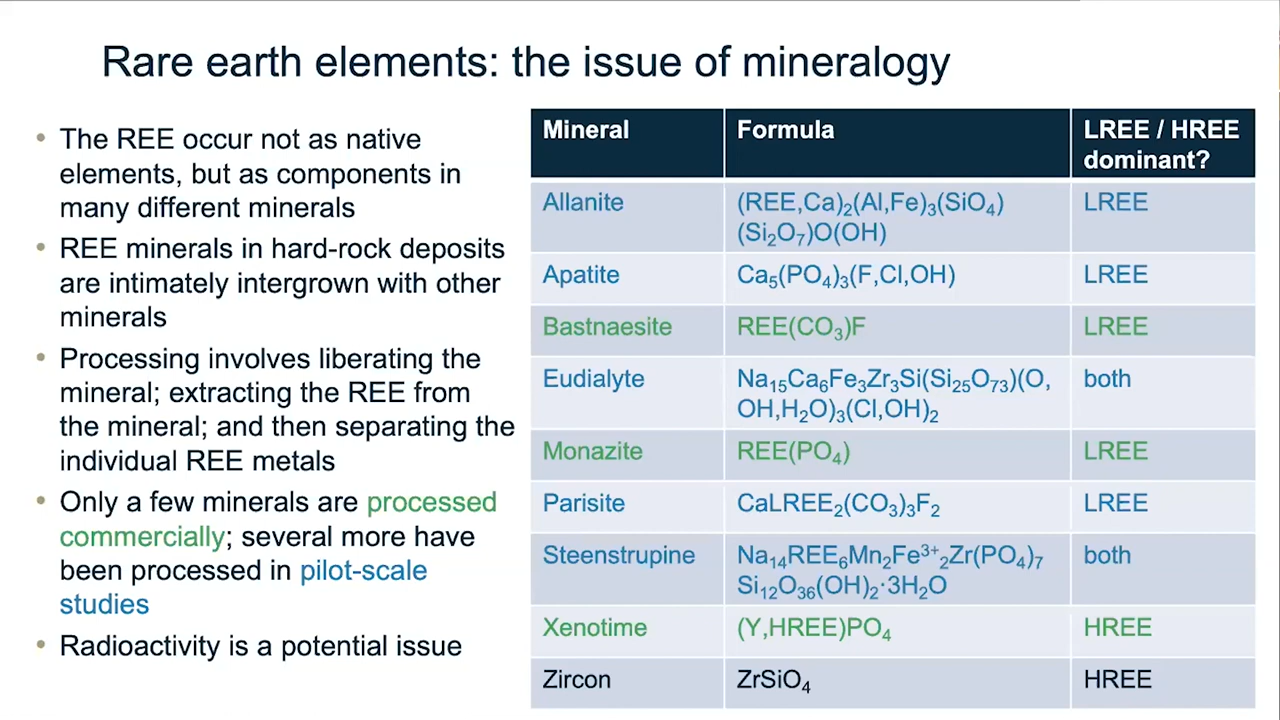 Rare earth elements: the issue of mineralogy
• The REE occur not as native
elements, but as components in
many different minerals
• REE minerals in hard-rock deposits
are intimately intergrown with other
minerals
• Processing involves liberating the
mineral; extracting the REE from
the mineral; and then separating the
individual REE metals
• Only a few minerals are processed
commercially; several more have
been processed in pilot-scale
studies
• Radioactivity is a potential issue
Mineral Formula LREE / HREE
dominant?
Allanite (REE,Ca)₂(Al,Fe)₃(SiO₄) LREE
(Si₂O₇)O(OH)
Apatite Ca₅(PO₄)₃(F,Cl,OH) LREE
Bastnaesite REE(CO₃)F LREE
Eudialyte Na₁₅Ca₆Fe₃Zr₃Si(Si₂₅O₇₃)(O, both
OH,H₂O)₃(Cl,OH)₂
Monazite REE(PO₄) LREE
Parisite CaLREE₂(CO₃)₃F₂ LREE
Steenstrupine Na₁₄REE₆Mn₂Fe³⁺₂Zr(PO₄)₇ both
Si₁₂O₃₆(OH)₂·3H₂O
Xenotime (Y,HREE)PO₄ HREE
Zircon ZrSiO₄ HREE